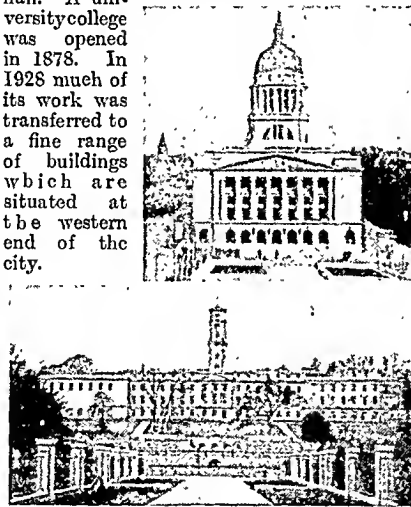 versity college
was opened
in 1878. In
1928 much of
its work was
transferred to
a fine range
of buildings
which are
situated at
the western
end of the
city.